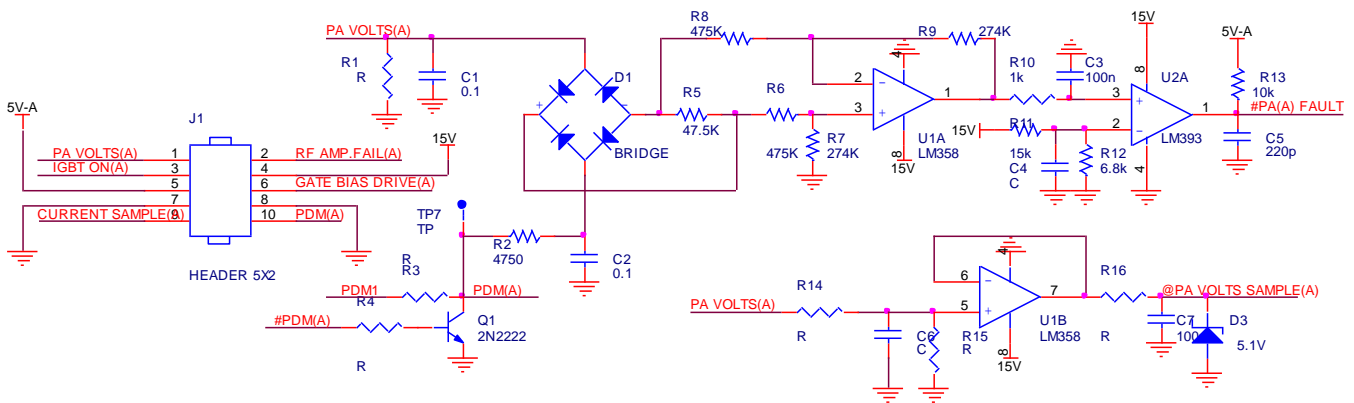 PA VOLTS(A)
R1
R
C1
0.1
D1
+
-
BRIDGE
R8
475K
R9
274K
R5
47.5K
R6
475K
R7
274K
2
3
4
8
1
-
+
15V
U1A
LM358
R10
1k
C3
100n
15V
8
U2A
3
2
+
-
1
4
LM393
15V
R11
15k
C4
C
R12
6.8k
5V-A
R13
10k
#PA(A) FAULT
C5
220p
5V-A
J1
PA VOLTS(A)
IGBT ON(A)
CURRENT SAMPLE(A)
1
3
5
7
9
2
4
6
8
10
15V
RF AMP.FAIL(A)
GATE BIAS DRIVE(A)
PDM(A)
HEADER 5X2
TP7
TP
R2
4750
C2
0.1
R
R3
PDM1
PDM(A)
R4
#PDM(A)
R
Q1
2N2222
PA VOLTS(A)
R14
R
C6
C
R15
R
6
5
-
+
4
8
7
15V
U1B
LM358
R16
R
@PA VOLTS SAMPLE(A)
C7
100
D3
5.1V